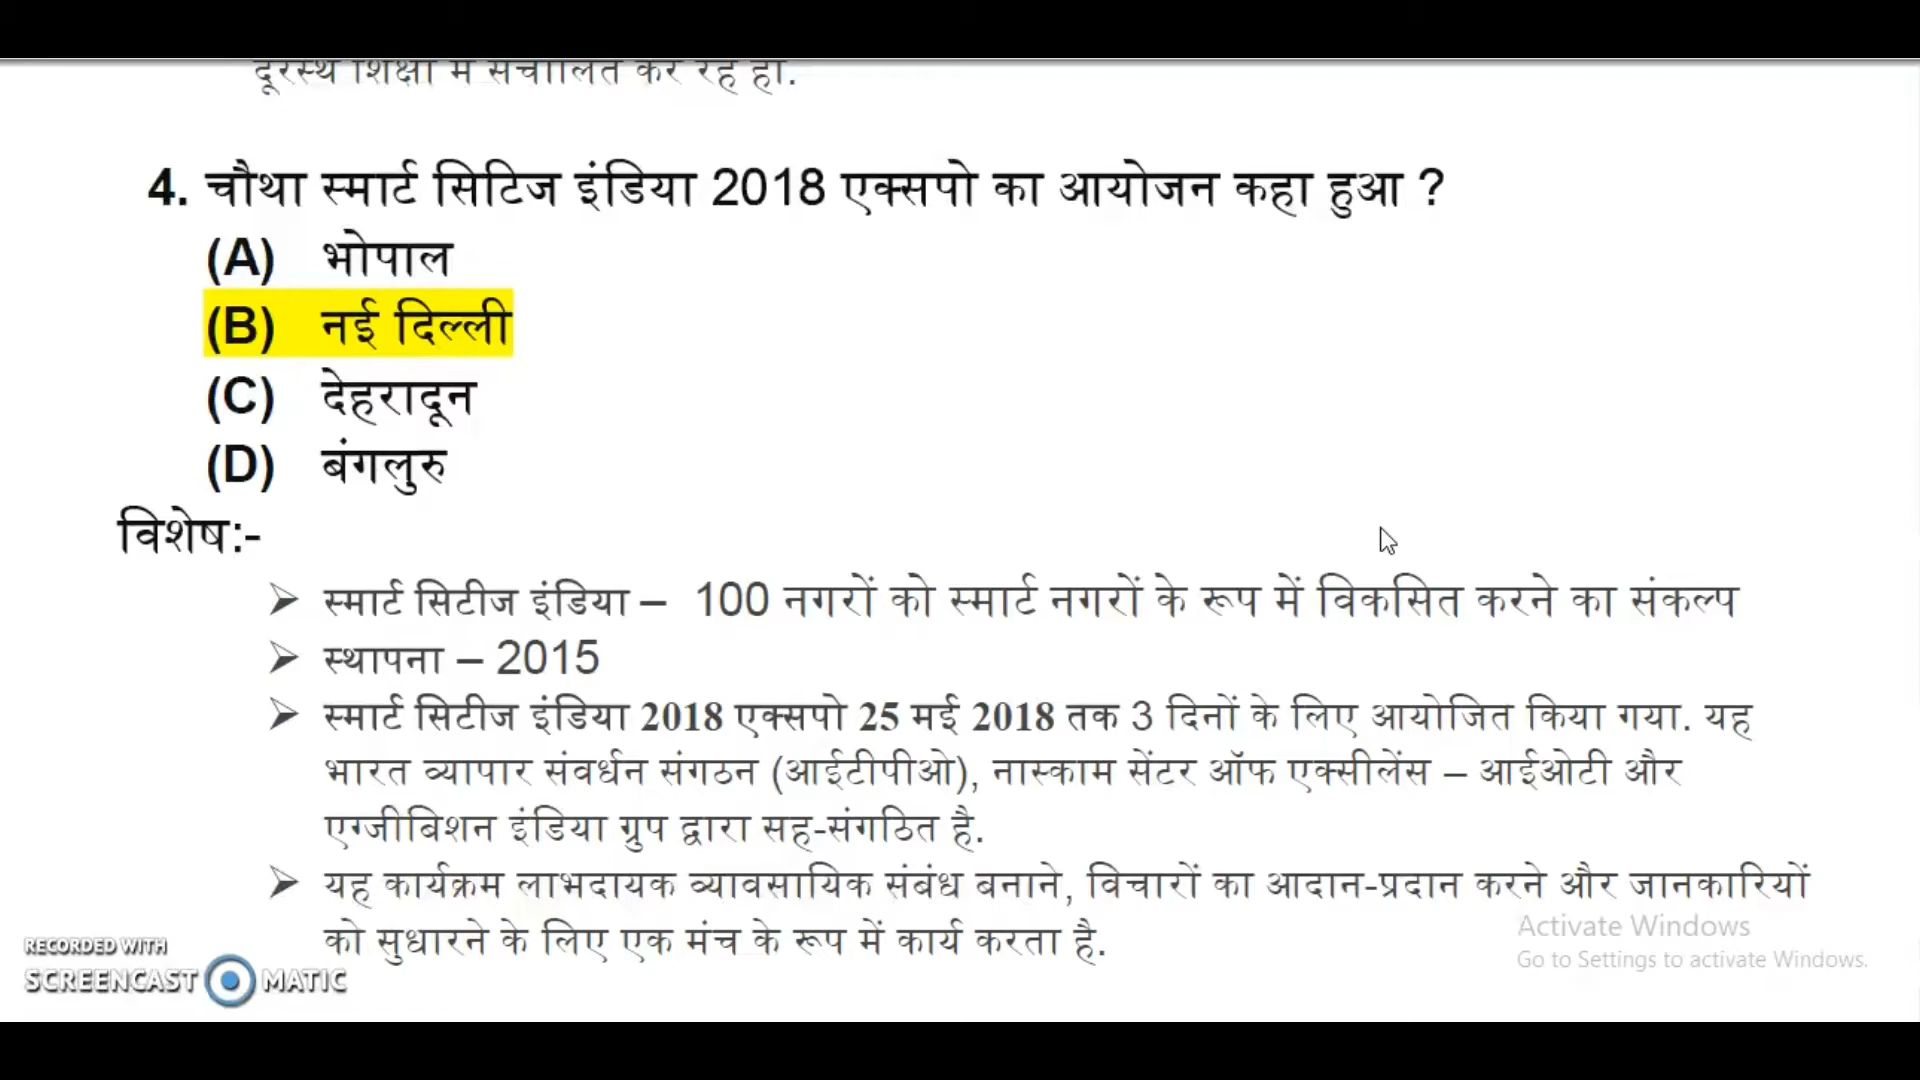 दूरस्थ शिक्षा में संचालित कर रहे हों.
4. चौथा स्मार्ट सिटिज इंडिया 2018 एक्सपो का आयोजन कहा हुआ ?
(A) भोपाल
(B) नई दिल्ली
(C) देहरादून
(D) बंगलुरु
विशेष:-
➢ स्मार्ट सिटीज इंडिया – 100 नगरों को स्मार्ट नगरों के रूप में विकसित करने का संकल्प
➢ स्थापना – 2015
➢ स्मार्ट सिटीज इंडिया 2018 एक्सपो 25 मई 2018 तक 3 दिनों के लिए आयोजित किया गया. यह
भारत व्यापार संवर्धन संगठन (आईटीपीओ), नास्काम सेंटर ऑफ एक्सीलेंस – आईओटी और
एग्जीबिशन इंडिया ग्रुप द्वारा सह-संगठित है.
➢ यह कार्यक्रम लाभदायक व्यावसायिक संबंध बनाने, विचारों का आदान-प्रदान करने और जानकारियों
को सुधारने के लिए एक मंच के रूप में कार्य करता है.
Activate Windows
Go to Settings to activate Windows.
RECORDED WITH
SCREENCAST MATIC